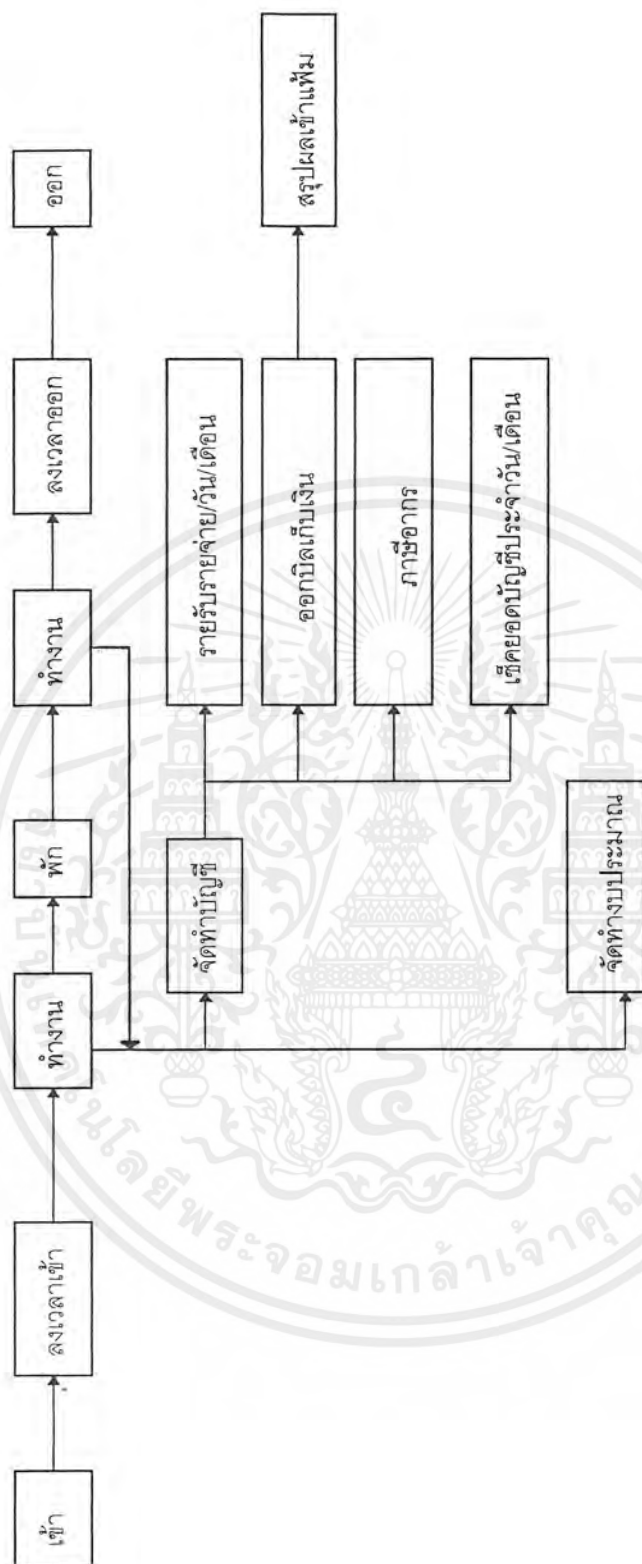 เข้า
ลงเวลาเข้า
ทำงาน
พัก
ทำงาน
ลงเวลาออก
ออก
จัดทำบัญชี
รายรับรายจ่าย/วัน/เดือน
ออกบิลเก็บเงิน
สรุปผลเข้าแฟ้ม
ภาษีอากร
เช็คยอดบัญชีประจำวัน/เดือน
จัดทำงบประมาณ